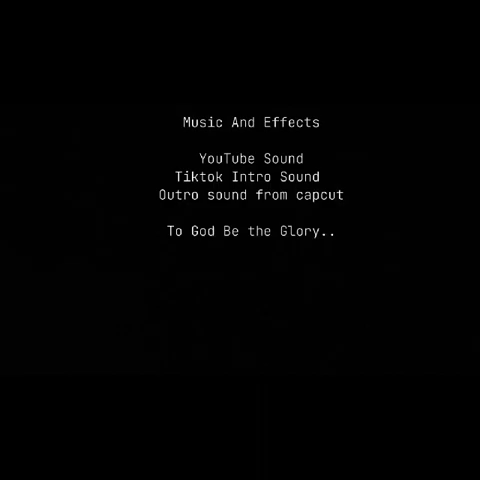 Music And Effects
YouTube Sound
Tiktok Intro Sound
Outro sound from capcut
To God Be the Glory..